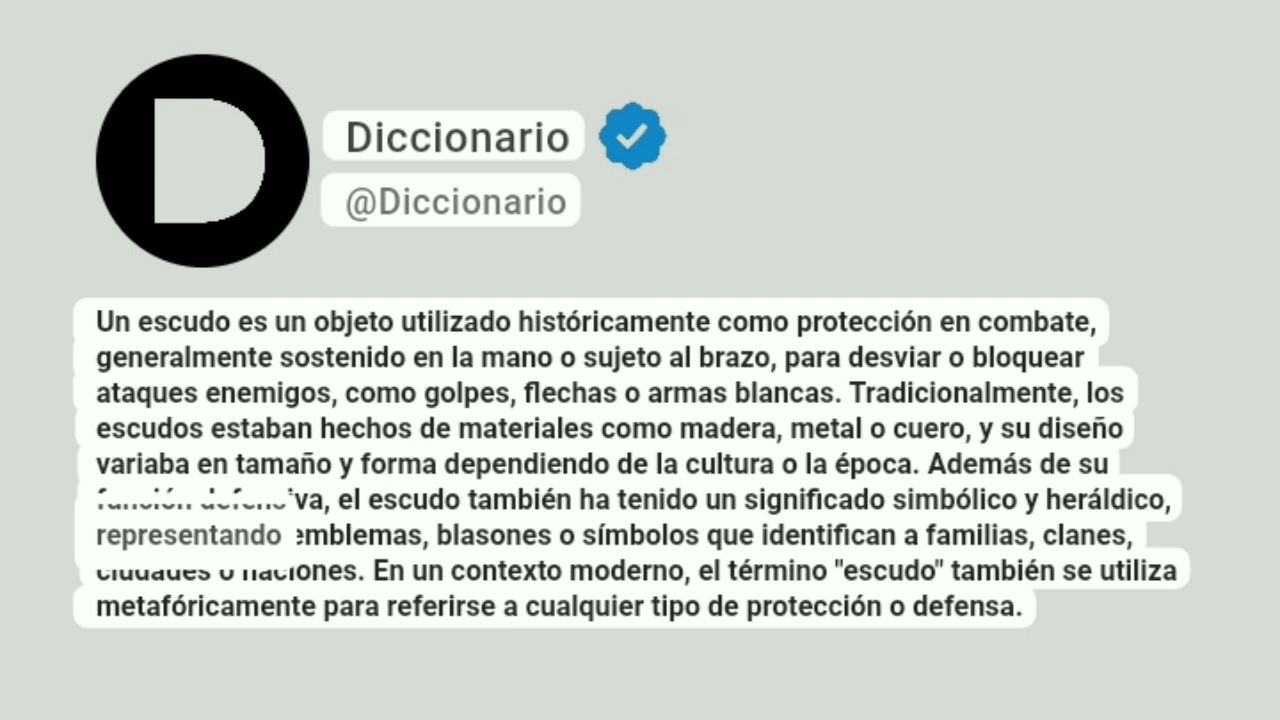 D
Diccionario
@Diccionario
Un escudo es un objeto utilizado históricamente como protección en combate,
generalmente sostenido en la mano o sujeto al brazo, para desviar o bloquear
ataques enemigos, como golpes, flechas o armas blancas. Tradicionalmente, los
escudos estaban hechos de materiales como madera, metal o cuero, y su diseño
variaba en tamaño y forma dependiendo de la cultura o la época. Además de su
función defensiva, el escudo también ha tenido un significado simbólico y heráldico,
representando emblemas, blasones o símbolos que identifican a familias, clanes,
ciudades o naciones. En un contexto moderno, el término "escudo" también se utiliza
metafóricamente para referirse a cualquier tipo de protección o defensa.